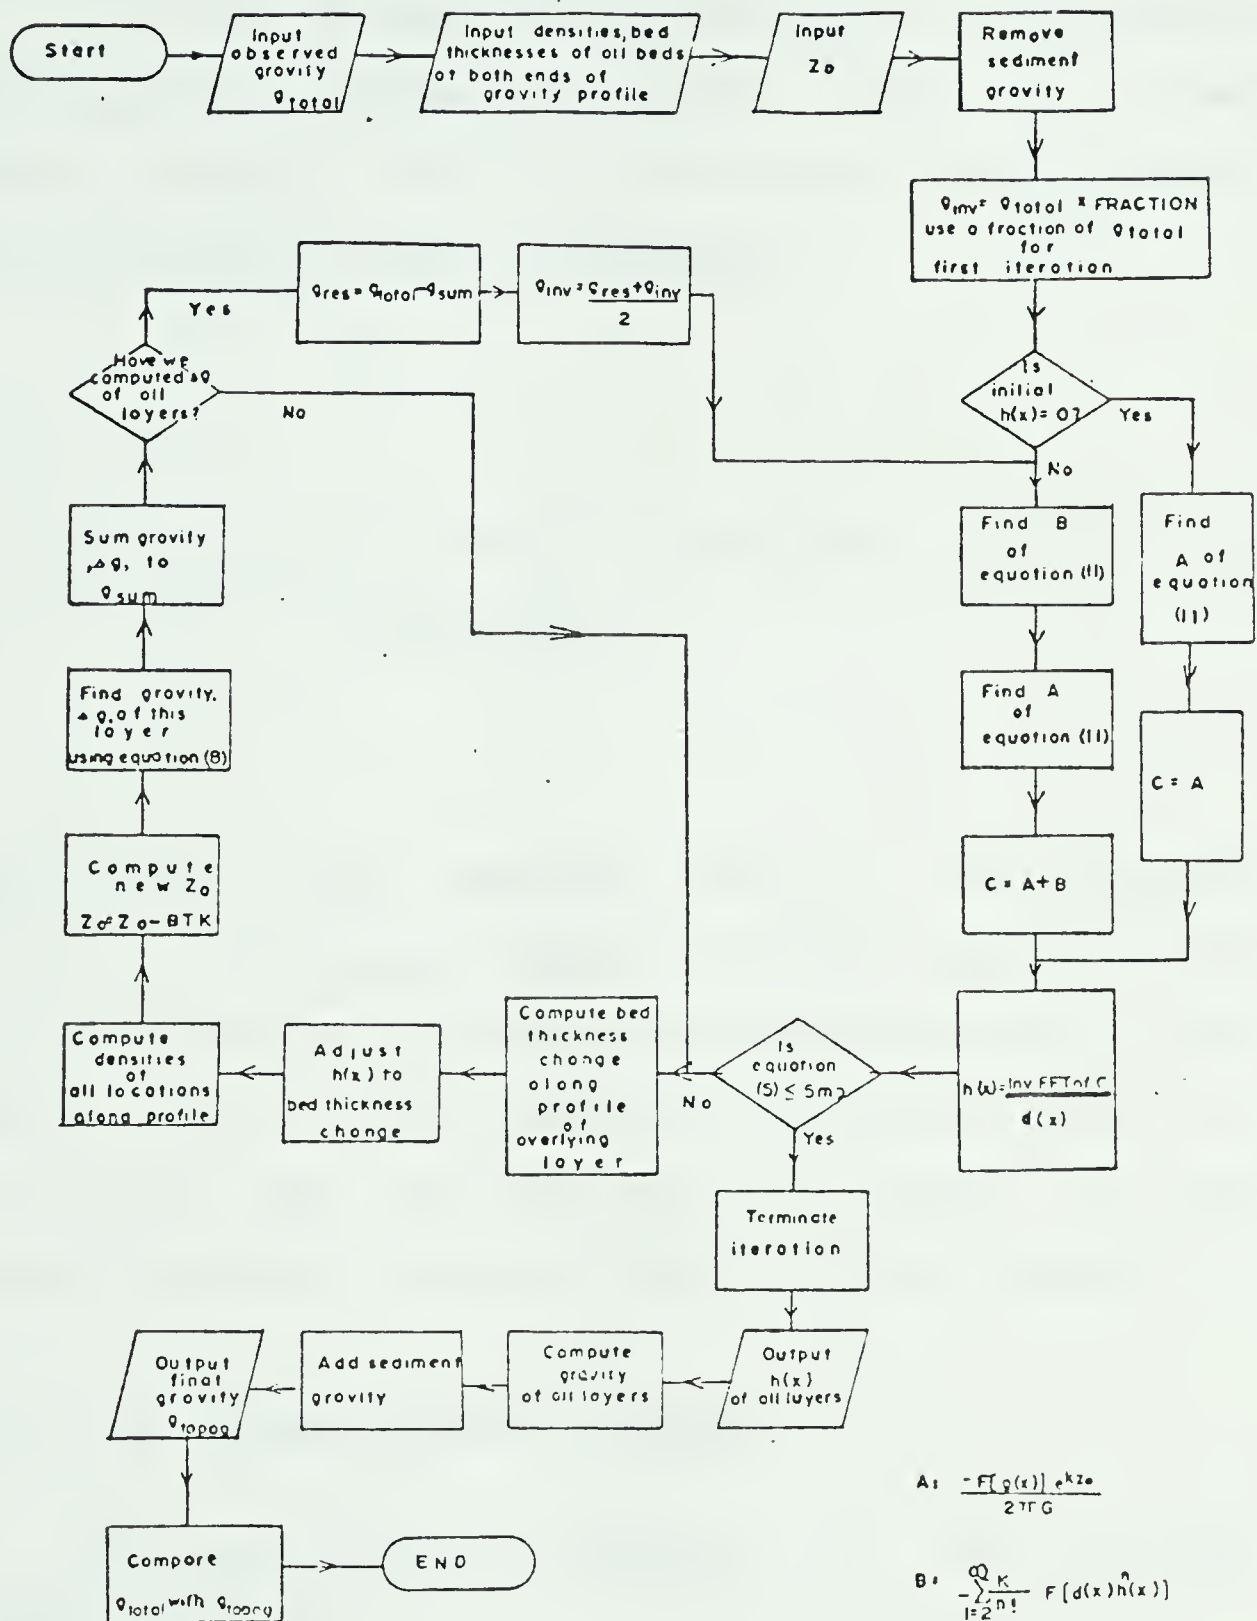 Start
Input
observed
gravity
g total
Input densities, bed
thicknesses of all beds
at both ends of
gravity profile
Input
Zo
Remove
sediment
gravity
g inv = g total x FRACTION
use a fraction of g total
for
first iteration
Is
initial
h(x) = 0?
Yes
No
Find B
of
equation (11)
Find A
of
equation (11)
C = A + B
Find
A of
equation
(11)
C = A
Inv FFT of C
d(x)
Is
equation
(5) ≤ 5m?
No
Yes
Compute bed
thickness
change
along
profile
of
overlying
layer
Adjust
h(x) to
bed thickness
change
Compute
densities
at
all locations
along profile
Compute
new Zo
Zo = Zo - BTK
Find gravity,
Δg, of this
layer
using equation (8)
Sum gravity
, Δg, to
g sum
Have we
computed Δg
of all
layers?
Yes
No
g res = g total - g sum
g inv = g res + g inv
2
Terminate
iteration
Output
h(x)
of all layers
Compute
gravity
of all layers
Add sediment
gravity
Output
final
gravity
g topog
Compare
g total with g topog
END
A: -F[g(x)] e^kzo
2πG
B: -∑ K F[d(x)h^n(x)]
n!